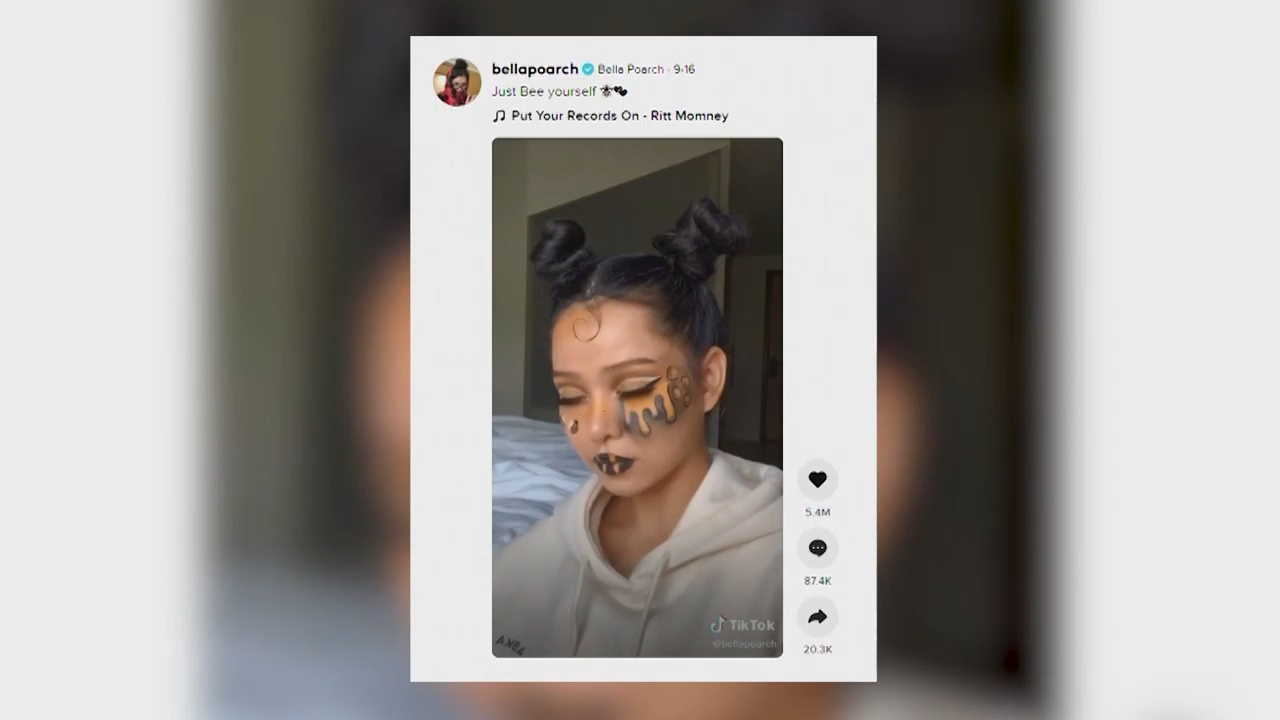 bellapoarch Bella Poarch · 9-16
Just Bee yourself
Put Your Records On - Ritt Momney
5.4M
87.4K
20.3K
TikTok
@bellapoarch